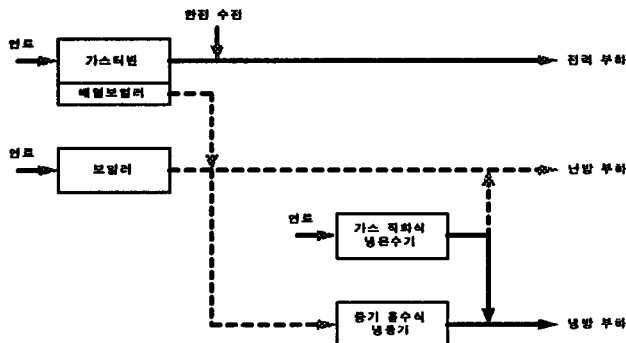 한전 수전
연료
가스터빈
전력 부하
배열보일러
연료
보일러
난방 부하
연료
가스 직화식
냉온수기
증기 흡수식
냉동기
냉방 부하